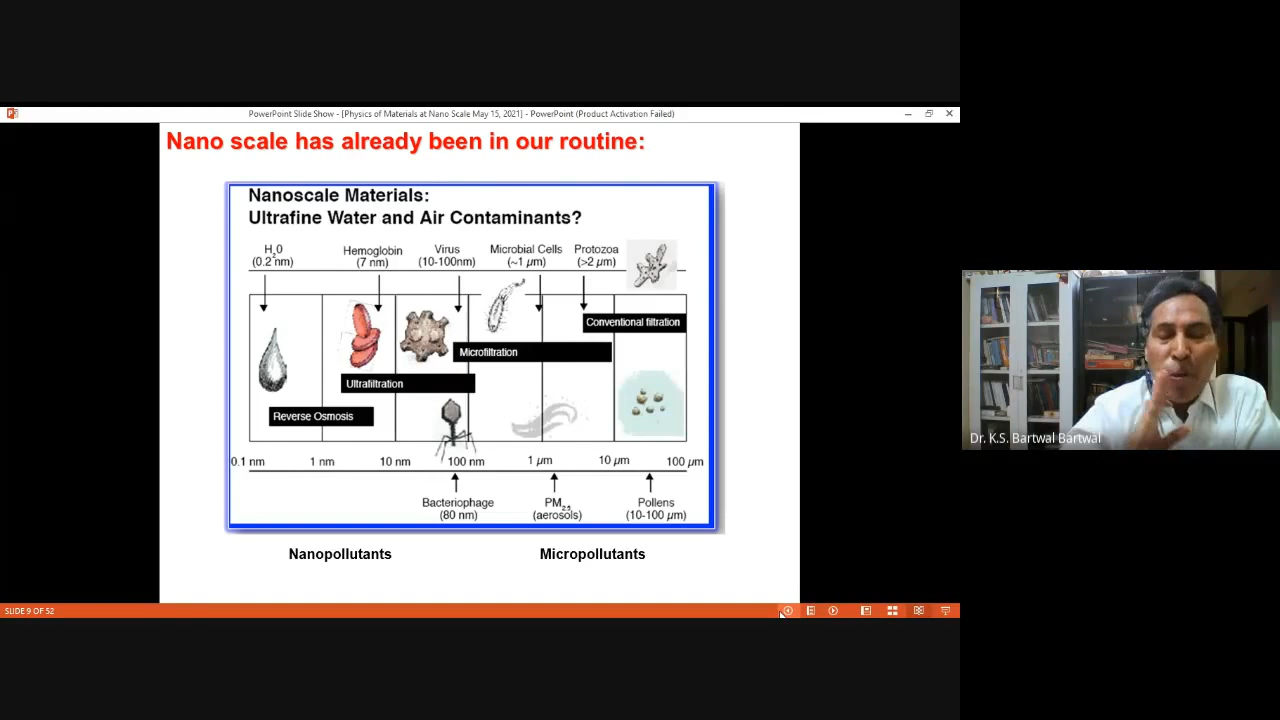 PowerPoint Slide Show - [Physics of Materials at Nano Scale May 15, 2021] - PowerPoint (Product Activation Failed)
Nano scale has already been in our routine:
Nanoscale Materials:
Ultrafine Water and Air Contaminants?
H2O
(0.2 nm)
Hemoglobin
(7 nm)
Virus
(10-100nm)
Microbial Cells
(~1 µm)
Protozoa
(>2 µm)
Conventional filtration
Microfiltration
Ultrafiltration
Reverse Osmosis
0.1 nm 1 nm 10 nm 100 nm 1 µm 10 µm 100 µm
Bacteriophage
(80 nm)
PM2.5
(aerosols)
Pollens
(10-100 µm)
Nanopollutants
Micropollutants
SLIDE 9 OF 52
Dr. K.S. Bartwal Bartwal